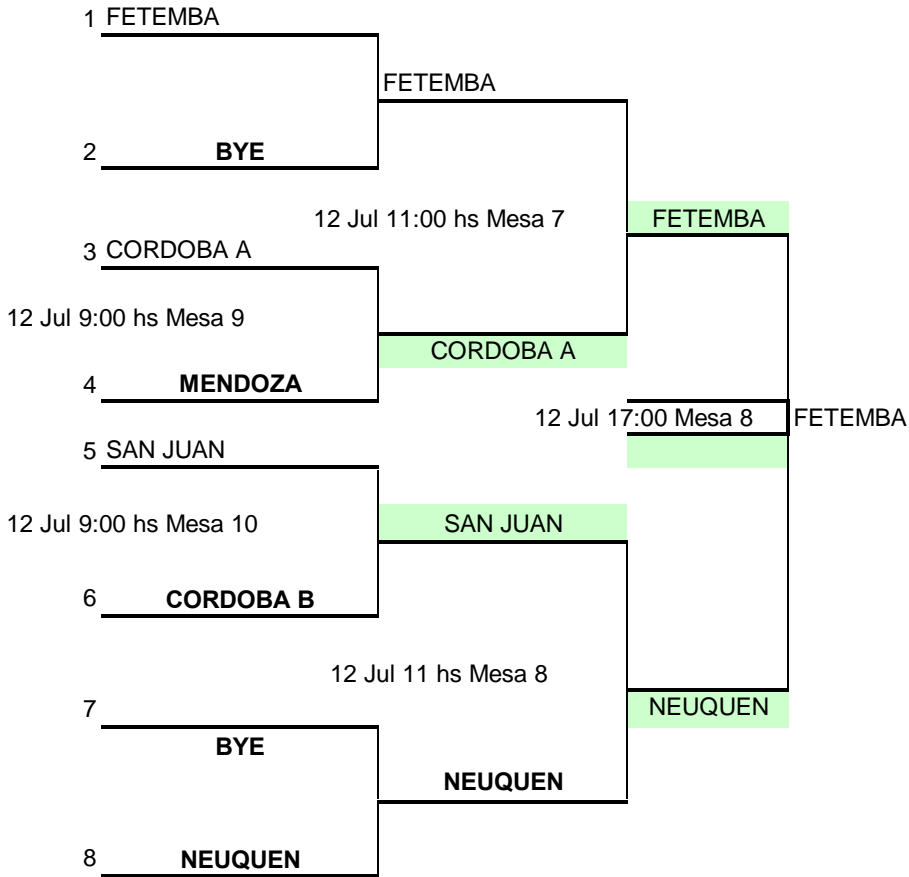 1 FETEMBA
FETEMBA
2 BYE
12 Jul 11:00 hs Mesa 7 FETEMBA
3 CORDOBA A
12 Jul 9:00 hs Mesa 9
CORDOBA A
4 MENDOZA
12 Jul 17:00 Mesa 8 FETEMBA
5 SAN JUAN
12 Jul 9:00 hs Mesa 10 SAN JUAN
6 CORDOBA B
12 Jul 11 hs Mesa 8
7 NEUQUEN
BYE
NEUQUEN
8 NEUQUEN